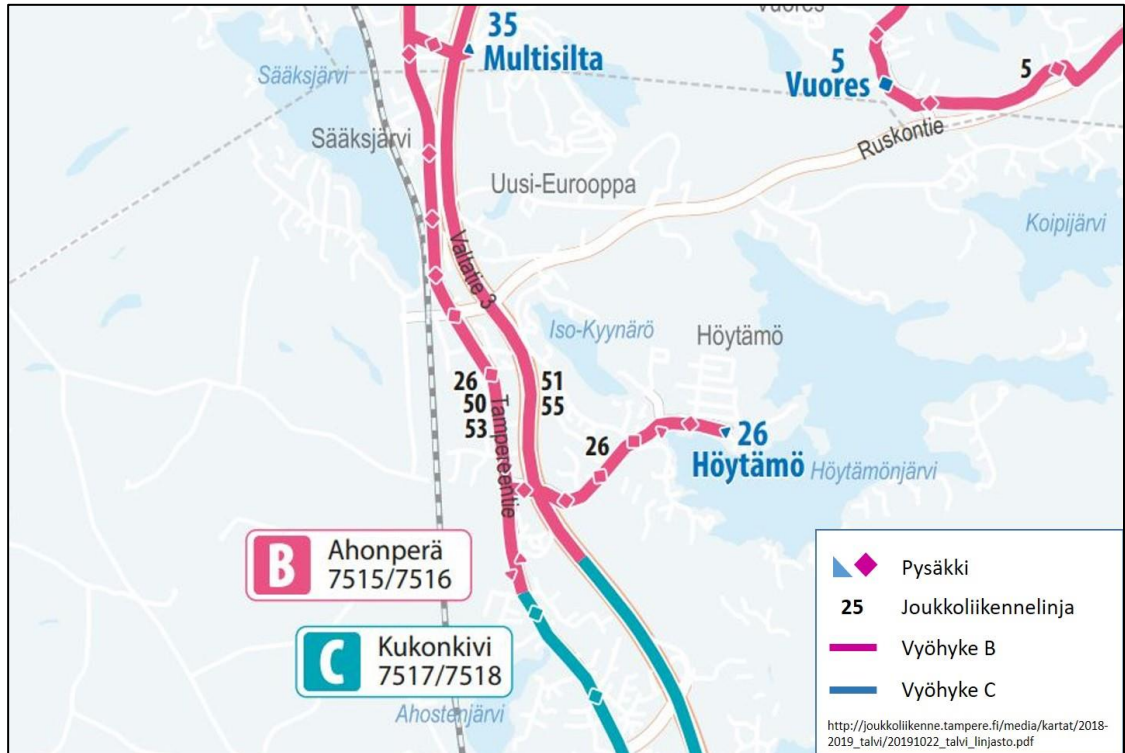 Vuores
35
Multisilta
5
Vuores
5
Sääksjärvi
Ruskontie
Sääksjärvi
Uusi-Eurooppa
Koipijärvi
Valtatie 3
Iso-Kyynärö
Höytämö
26
50
53
51
55
Tampereentie
26
26
Höytämö
Höytämönjärvi
B
Ahonperä
7515/7516
C
Kukonkivi
7517/7518
Ahostenjärvi
Pysäkki
25 Joukkoliikennelinja
Vyöhyke B
Vyöhyke C
http://joukkoliikenne.tampere.fi/media/kartat/2018-
2019_talvi/20191022_talvi_linjasto.pdf